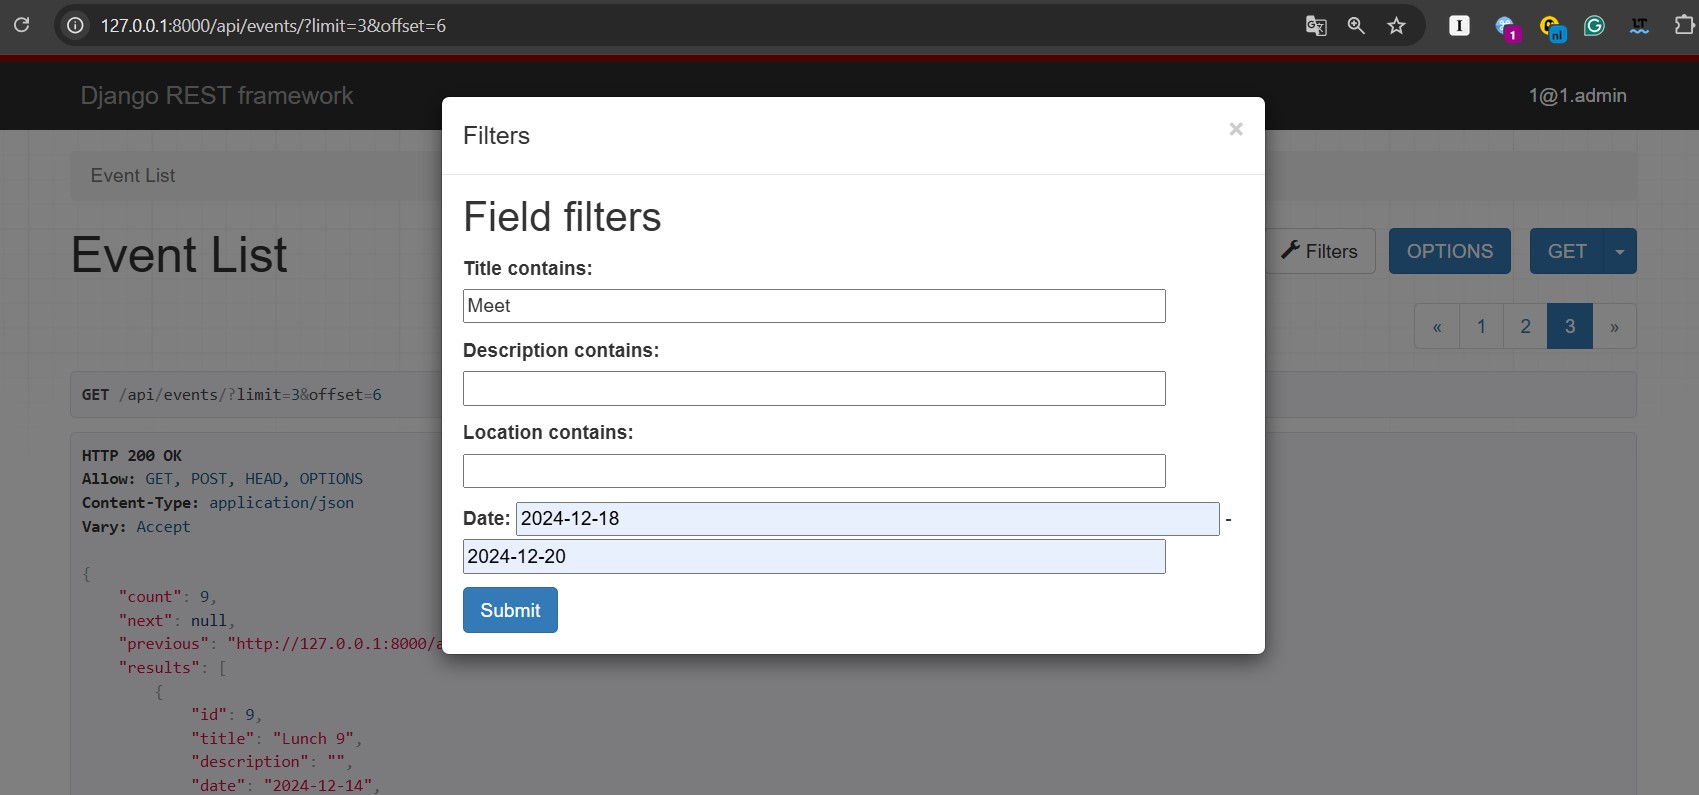 127.0.0.1:8000/api/events/?limit=3&offset=6
1
nl
Django REST framework
1@1.admin
Filters
×
Event List
Field filters
Event List
Filters
OPTIONS
GET
Title contains:
Meet
« 1 2 3 »
Description contains:
GET /api/events/?limit=3&offset=6
Location contains:
HTTP 200 OK
Allow: GET, POST, HEAD, OPTIONS
Content-Type: application/json
Vary: Accept
Date: 2024-12-18 -
2024-12-20
Submit
{
"count": 9,
"next": null,
"previous": "http://127.0.0.1:8000/a
"results": [
{
"id": 9,
"title": "Lunch 9",
"description": "",
"date": "2024-12-14",